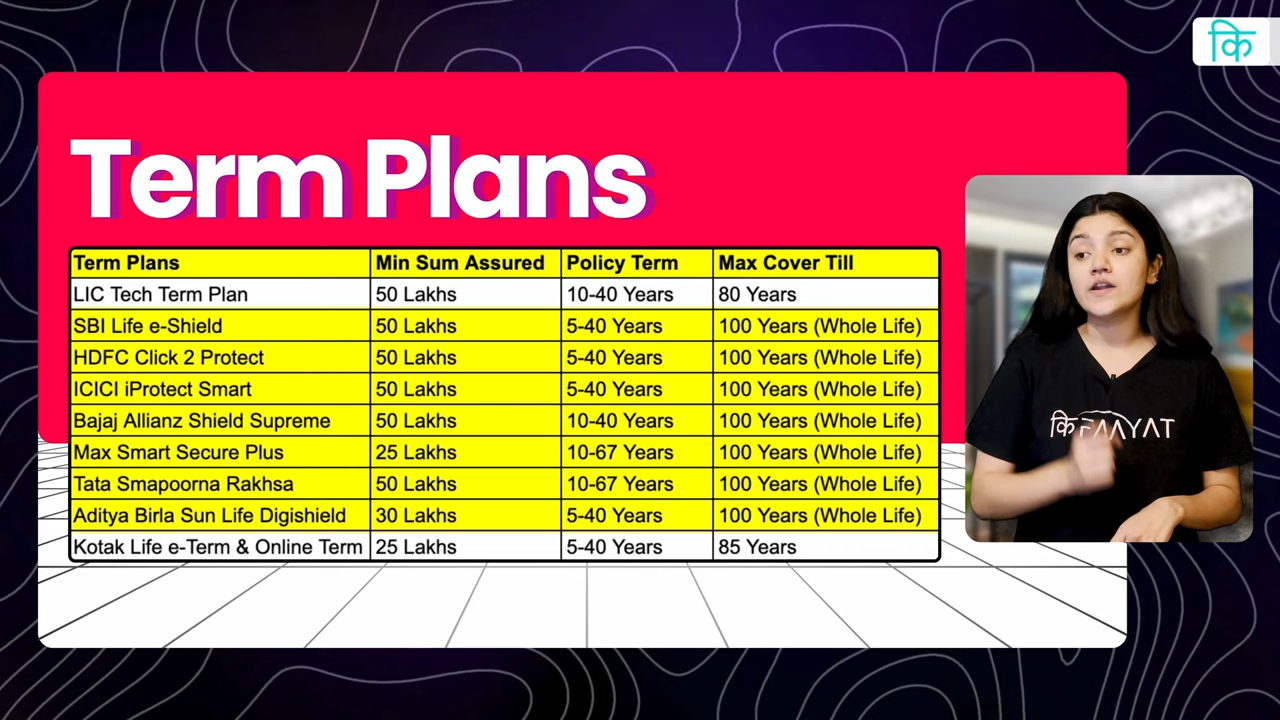 कि
Term Plans
Term Plans Min Sum Assured Policy Term Max Cover Till
LIC Tech Term Plan 50 Lakhs 10-40 Years 80 Years
SBI Life e-Shield 50 Lakhs 5-40 Years 100 Years (Whole Life)
HDFC Click 2 Protect 50 Lakhs 5-40 Years 100 Years (Whole Life)
ICICI iProtect Smart 50 Lakhs 5-40 Years 100 Years (Whole Life)
Bajaj Allianz Shield Supreme 50 Lakhs 10-40 Years 100 Years (Whole Life)
Max Smart Secure Plus 25 Lakhs 10-67 Years 100 Years (Whole Life)
Tata Smapoorna Rakhsa 50 Lakhs 10-67 Years 100 Years (Whole Life)
Aditya Birla Sun Life Digishield 30 Lakhs 5-40 Years 100 Years (Whole Life)
Kotak Life e-Term & Online Term 25 Lakhs 5-40 Years 85 Years
किFAAYAT